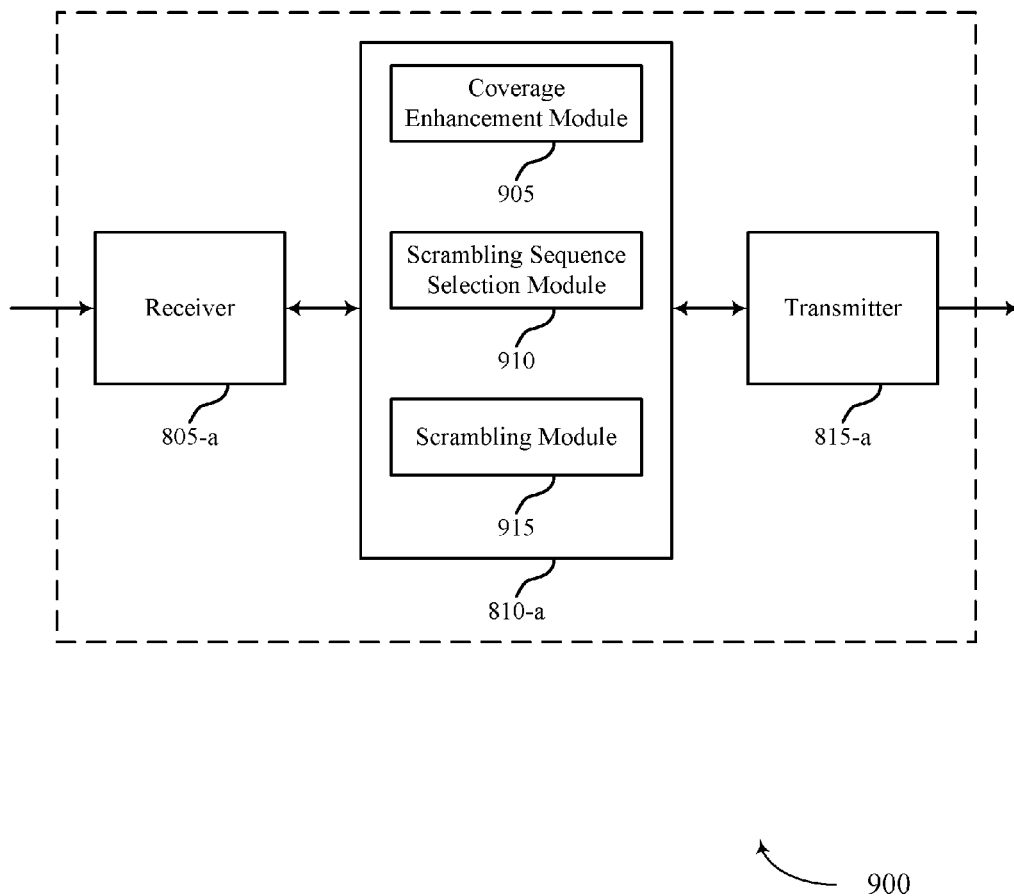 Coverage
Enhancement Module
905
Scrambling Sequence
Selection Module
910
Scrambling Module
915
810-a
Receiver
805-a
Transmitter
815-a
900